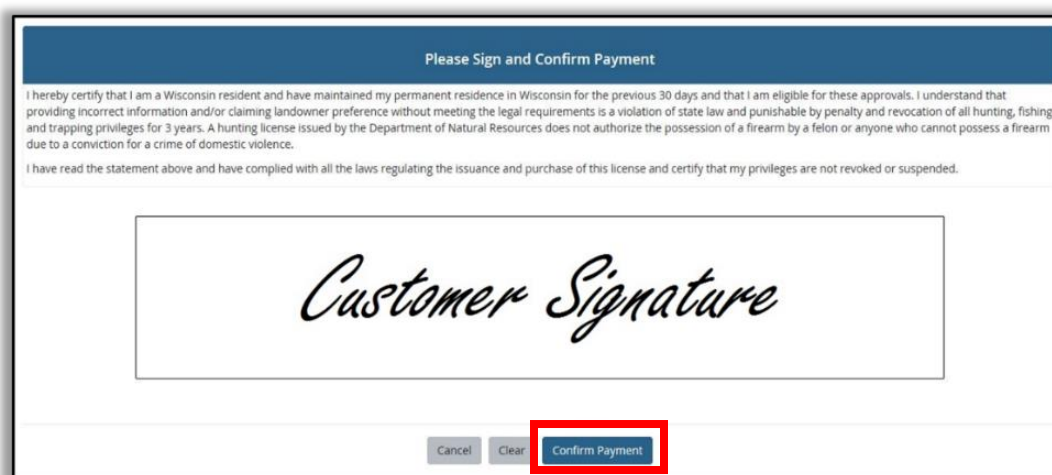 Please Sign and Confirm Payment
I hereby certify that I am a Wisconsin resident and have maintained my permanent residence in Wisconsin for the previous 30 days and that I am eligible for these approvals. I understand that
providing incorrect information and/or claiming landowner preference without meeting the legal requirements is a violation of state law and punishable by penalty and revocation of all hunting, fishing
and trapping privileges for 3 years. A hunting license issued by the Department of Natural Resources does not authorize the possession of a firearm by a felon or anyone who cannot possess a firearm
due to a conviction for a crime of domestic violence.
I have read the statement above and have complied with all the laws regulating the issuance and purchase of this license and certify that my privileges are not revoked or suspended.
Customer Signature
Cancel Clear Confirm Payment